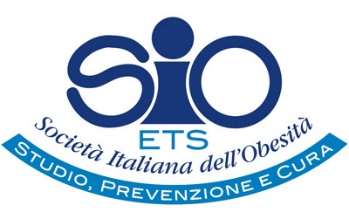 SIO
ETS
Società Italiana dell'Obesità
STUDIO, PREVENZIONE E CURA